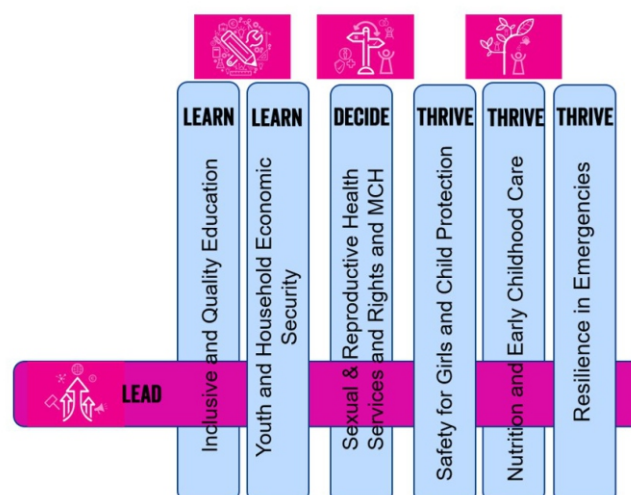 LEARN
LEARN
DECIDE
THRIVE
THRIVE
THRIVE
Inclusive and Quality Education
Youth and Household Economic
Security
Sexual & Reproductive Health
Services and Rights and MCH
Safety for Girls and Child Protection
Nutrition and Early Childhood Care
Resilience in Emergencies
LEAD